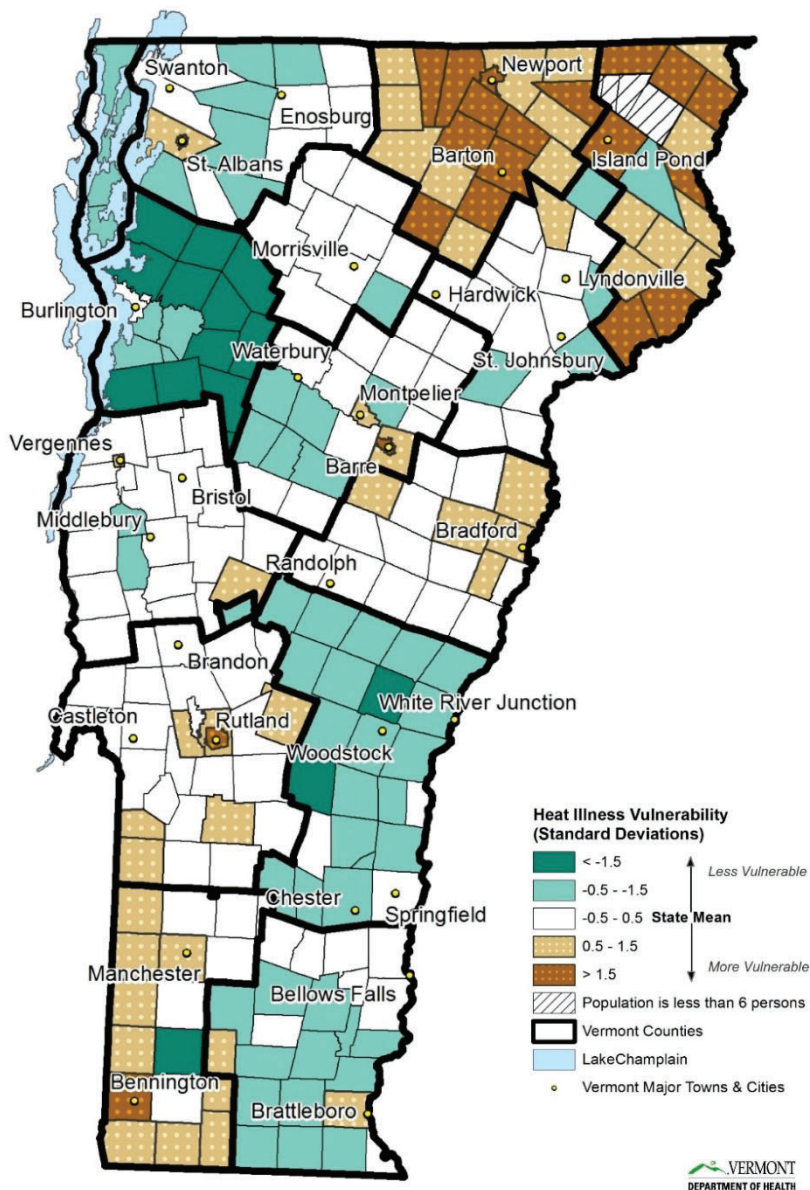 Swanton
Newport
Enosburg
St. Albans
Barton
Island Pond
Morrisville
Hardwick
Lyndonville
Burlington
Waterbury
St. Johnsbury
Montpelier
Vergennes
Barre
Bristol
Middlebury
Bradford
Randolph
Brandon
White River Junction
Castleton
Rutland
Woodstock
Chester
Springfield
Manchester
Bellows Falls
Bennington
Brattleboro
Heat Illness Vulnerability
(Standard Deviations)
< -1.5
Less Vulnerable
-0.5 - -1.5
-0.5 - 0.5 State Mean
0.5 - 1.5
> 1.5
More Vulnerable
Population is less than 6 persons
Vermont Counties
LakeChamplain
Vermont Major Towns & Cities
VERMONT
DEPARTMENT OF HEALTH